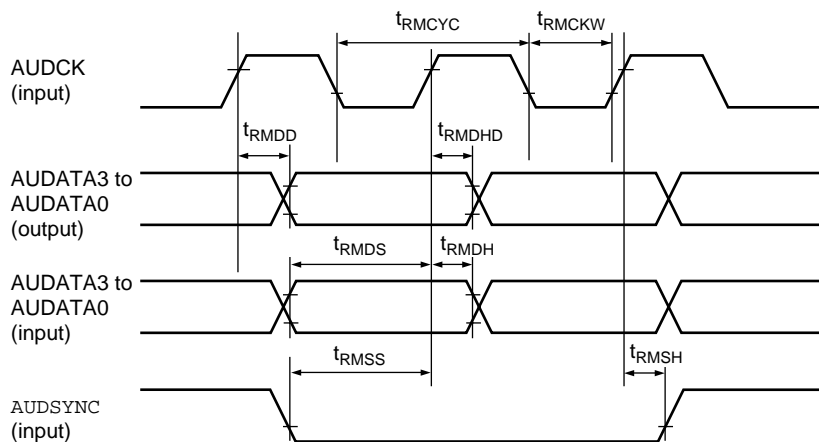 tRMCYC
tRMCKW
AUDCK
(input)
tRMDD
tRMDHD
AUDATA3 to
AUDATA0
(output)
tRMDS
tRMDH
AUDATA3 to
AUDATA0
(input)
tRMSS
tRMSH
AUDSYNC
(input)